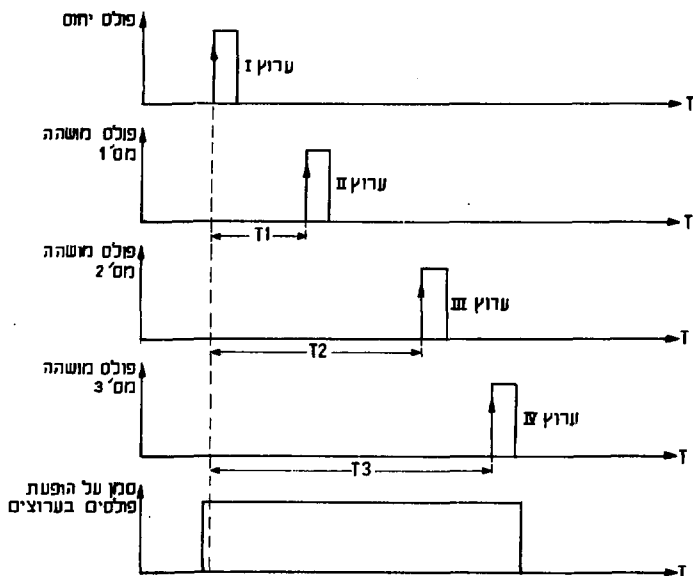 פולס יחוס
ערוץ I
T
פולס מושהה
מס' 1
ערוץ II
T1
T
פולס מושהה
מס' 2
ערוץ III
T2
T
פולס מושהה
מס' 3
ערוץ IV
T3
T
סמן על הופעת
פולסים בערוצים
T